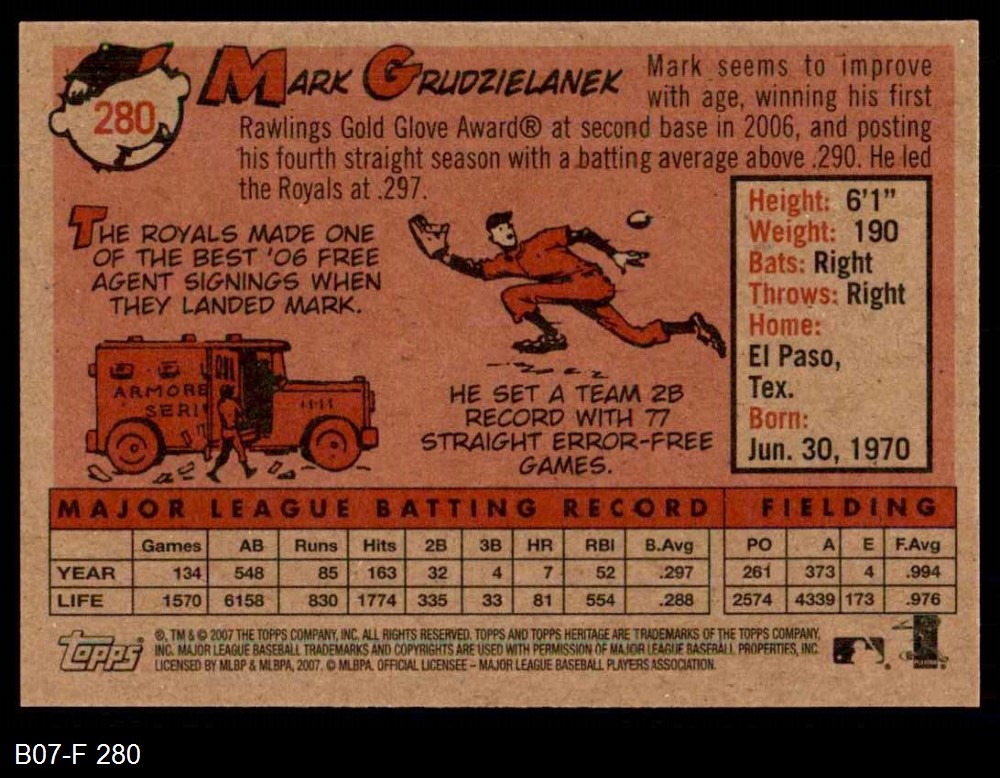 280
MARK GRUDZIELANEK
Mark seems to improve
with age, winning his first
Rawlings Gold Glove Award® at second base in 2006, and posting
his fourth straight season with a batting average above .290. He led
the Royals at .297.
THE ROYALS MADE ONE
OF THE BEST '06 FREE
AGENT SIGNINGS WHEN
THEY LANDED MARK.
ARMORE
SERI
HE SET A TEAM 2B
RECORD WITH 77
STRAIGHT ERROR-FREE
GAMES.
Height: 6'1"
Weight: 190
Bats: Right
Throws: Right
Home:
El Paso,
Tex.
Born:
Jun. 30, 1970
MAJOR LEAGUE BATTING RECORD FIELDING
Games AB Runs Hits 2B 3B HR RBI B.Avg PO A E F.Avg
YEAR 134 548 85 163 32 4 7 52 .297 261 373 4 .994
LIFE 1570 6158 830 1774 335 33 81 554 .288 2574 4339 173 .976
Topps
®, TM & © 2007 THE TOPPS COMPANY, INC. ALL RIGHTS RESERVED. TOPPS AND TOPPS HERITAGE ARE TRADEMARKS OF THE TOPPS COMPANY,
INC. MAJOR LEAGUE BASEBALL TRADEMARKS AND COPYRIGHTS ARE USED WITH PERMISSION OF MAJOR LEAGUE BASEBALL PROPERTIES, INC.
LICENSED BY MLBP & MLBPA, 2007. © MLBPA. OFFICIAL LICENSEE – MAJOR LEAGUE BASEBALL PLAYERS ASSOCIATION.
B07-F 280